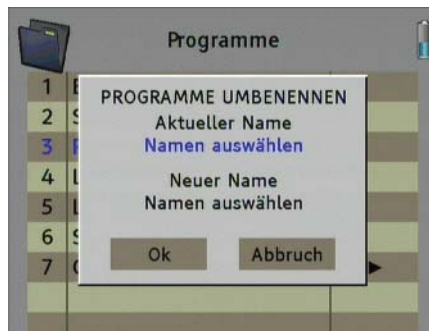 Programme
PROGRAMME UMBENENNEN
Aktueller Name
Namen auswählen
Neuer Name
Namen auswählen
Ok
Abbruch
1
2 S
3
4 L
5 L
6 S
7